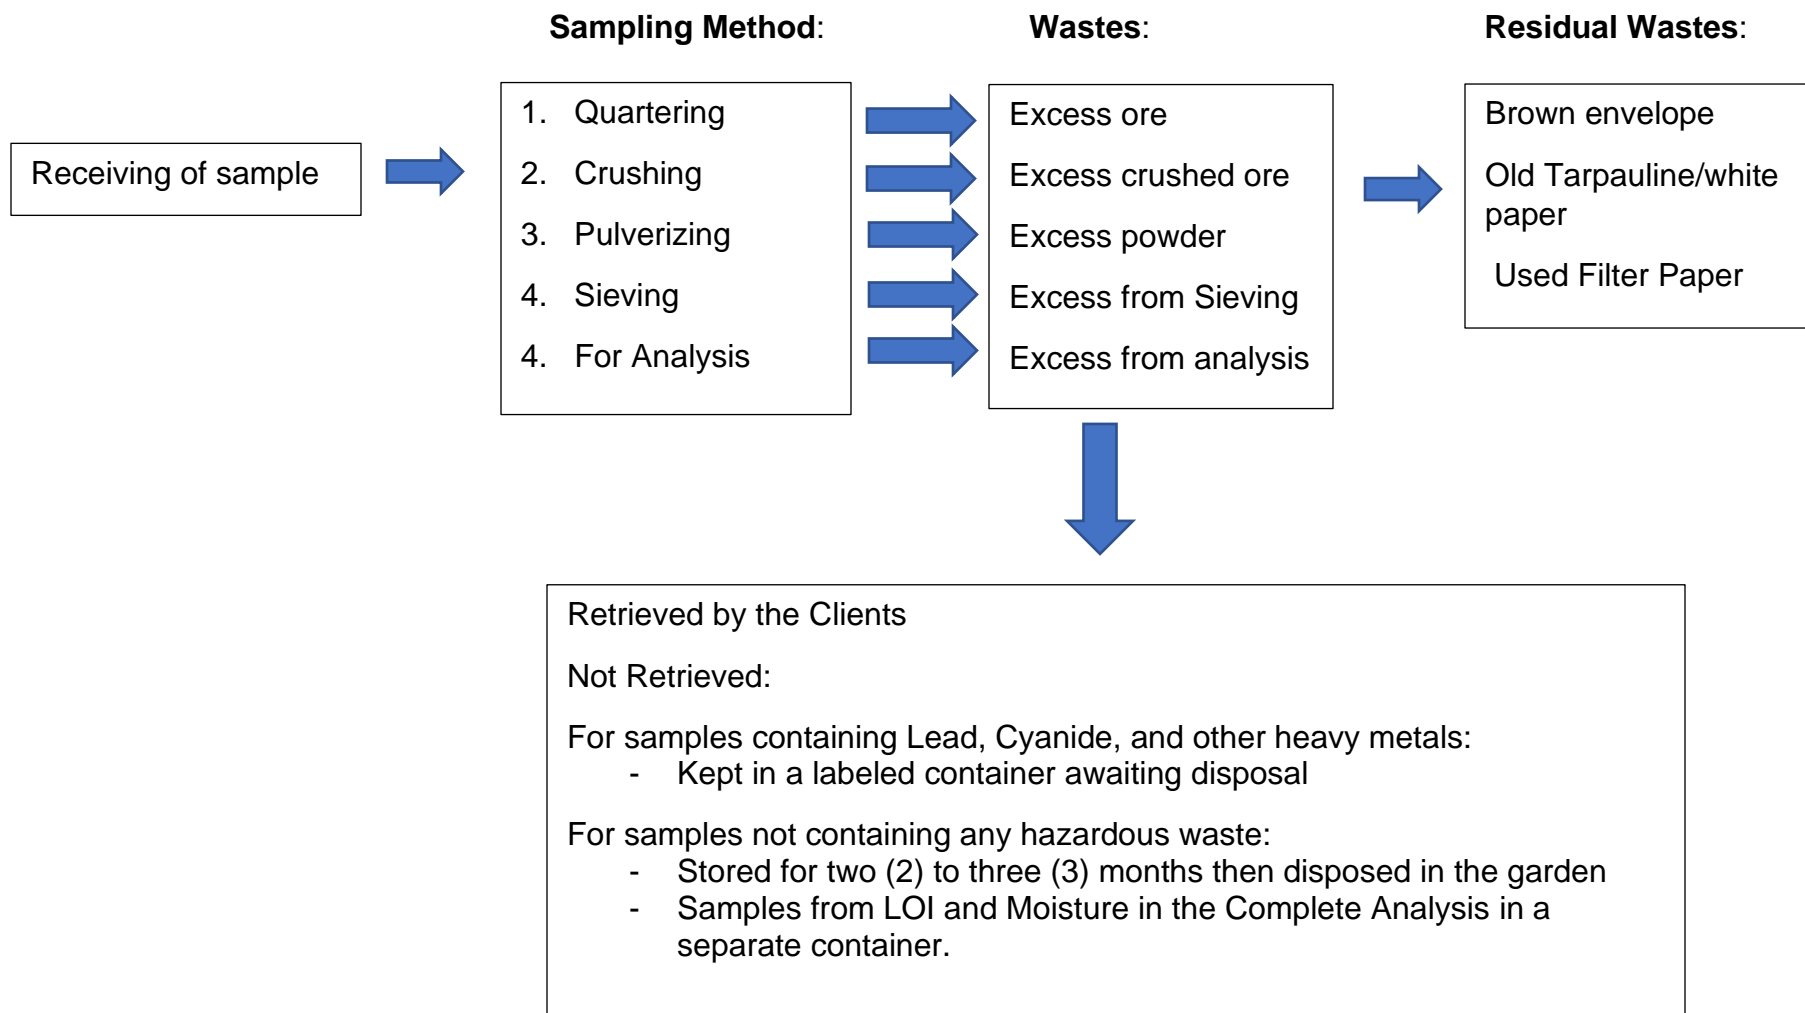 Sampling Method:
Wastes:
Residual Wastes:
Receiving of sample
1. Quartering
2. Crushing
3. Pulverizing
4. Sieving
4. For Analysis
Excess ore
Excess crushed ore
Excess powder
Excess from Sieving
Excess from analysis
Brown envelope
Old Tarpauline/white
paper
Used Filter Paper
Retrieved by the Clients
Not Retrieved:
For samples containing Lead, Cyanide, and other heavy metals:
- Kept in a labeled container awaiting disposal
For samples not containing any hazardous waste:
- Stored for two (2) to three (3) months then disposed in the garden
- Samples from LOI and Moisture in the Complete Analysis in a
separate container.